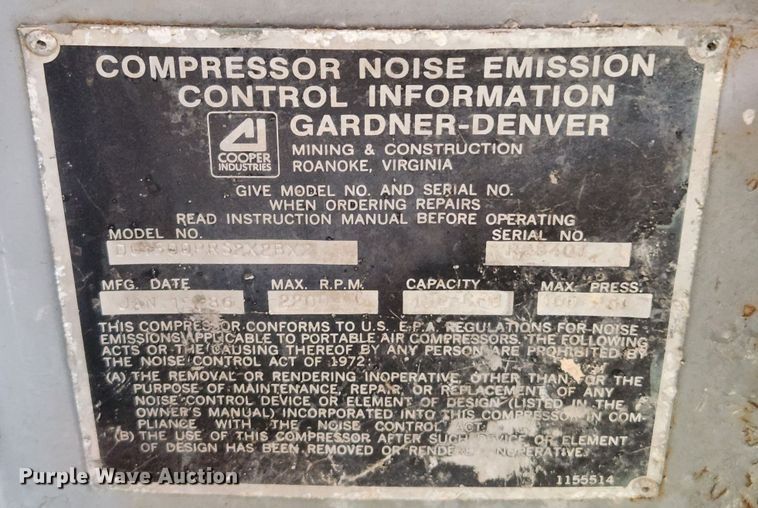 COMPRESSOR NOISE EMISSION
CONTROL INFORMATION
COOPER
INDUSTRIES
GARDNER-DENVER
MINING & CONSTRUCTION
ROANOKE, VIRGINIA
GIVE MODEL NO. AND SERIAL NO.
WHEN ORDERING REPAIRS
READ INSTRUCTION MANUAL BEFORE OPERATING
MODEL NO. SERIAL NO.
MFG. DATE MAX. R.P.M. CAPACITY MAX. PRESS.
JAN
THIS COMPRESSOR CONFORMS TO U.S. E.P.A. REGULATIONS FOR NOISE
EMISSIONS APPLICABLE TO PORTABLE AIR COMPRESSORS. THE FOLLOWING
ACTS OR THE CAUSING THEREOF BY ANY PERSON ARE PROHIBITED BY
THE NOISE CONTROL ACT OF 1972:
(A) THE REMOVAL OR RENDERING INOPERATIVE, OTHER THAN FOR THE
PURPOSE OF MAINTENANCE, REPAIR, OR REPLACEMENT OF ANY
NOISE CONTROL DEVICE OR ELEMENT OF DESIGN (LISTED IN THE
OWNER'S MANUAL) INCORPORATED INTO THIS COMPRESSOR IN COM-
PLIANCE WITH THE NOISE CONTROL ACT.
(B) THE USE OF THIS COMPRESSOR AFTER SUCH DEVICE OR ELEMENT
OF DESIGN HAS BEEN REMOVED OR RENDERED INOPERATIVE.
1155514
Purple Wave Auction